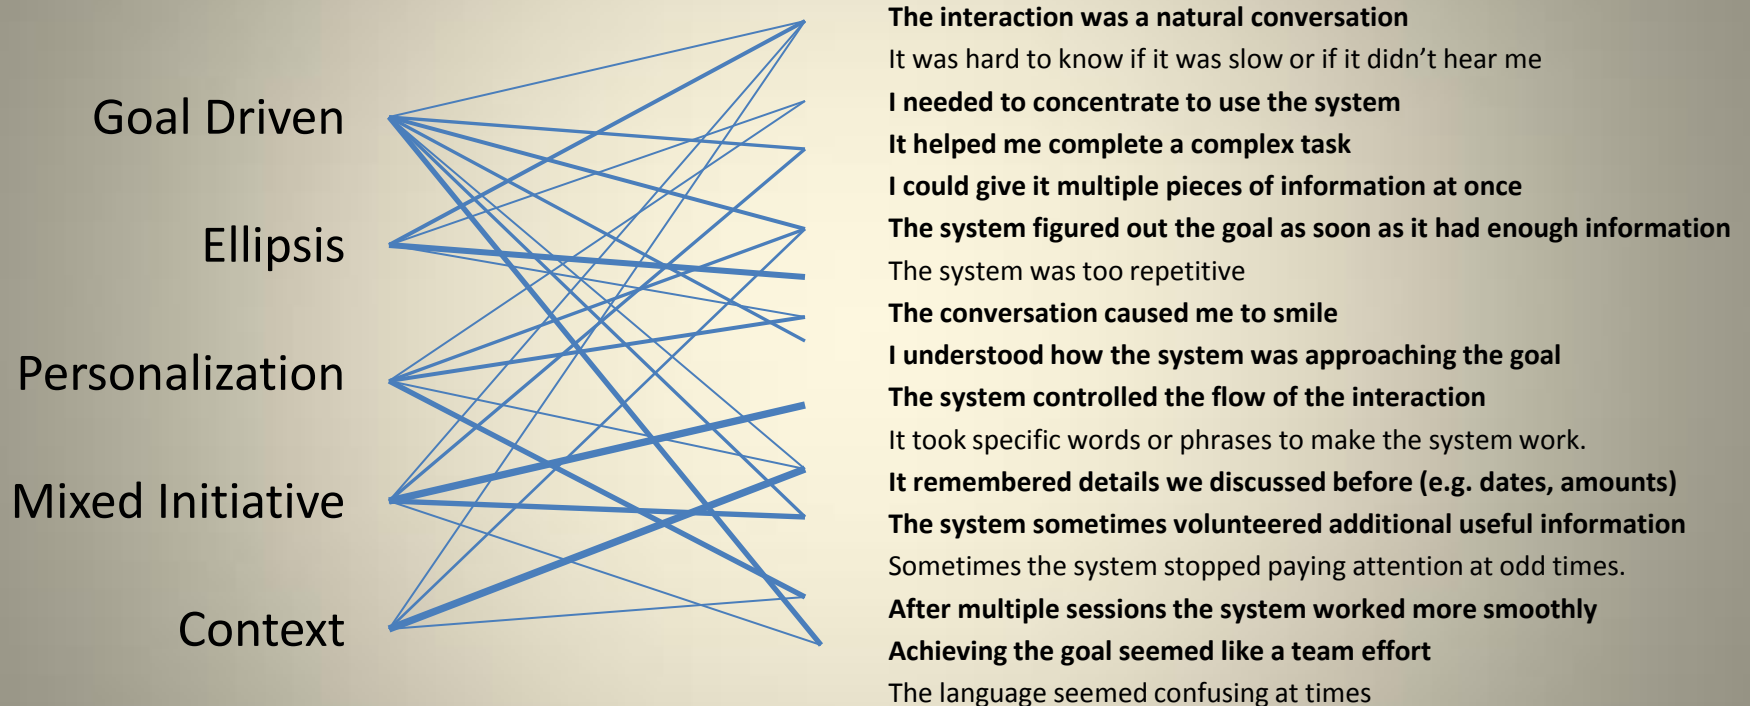 Goal Driven
Ellipsis
Personalization
Mixed Initiative
Context
The interaction was a natural conversation
It was hard to know if it was slow or if it didn’t hear me
I needed to concentrate to use the system
It helped me complete a complex task
I could give it multiple pieces of information at once
The system figured out the goal as soon as it had enough information
The system was too repetitive
The conversation caused me to smile
I understood how the system was approaching the goal
The system controlled the flow of the interaction
It took specific words or phrases to make the system work.
It remembered details we discussed before (e.g. dates, amounts)
The system sometimes volunteered additional useful information
Sometimes the system stopped paying attention at odd times.
After multiple sessions the system worked more smoothly
Achieving the goal seemed like a team effort
The language seemed confusing at times